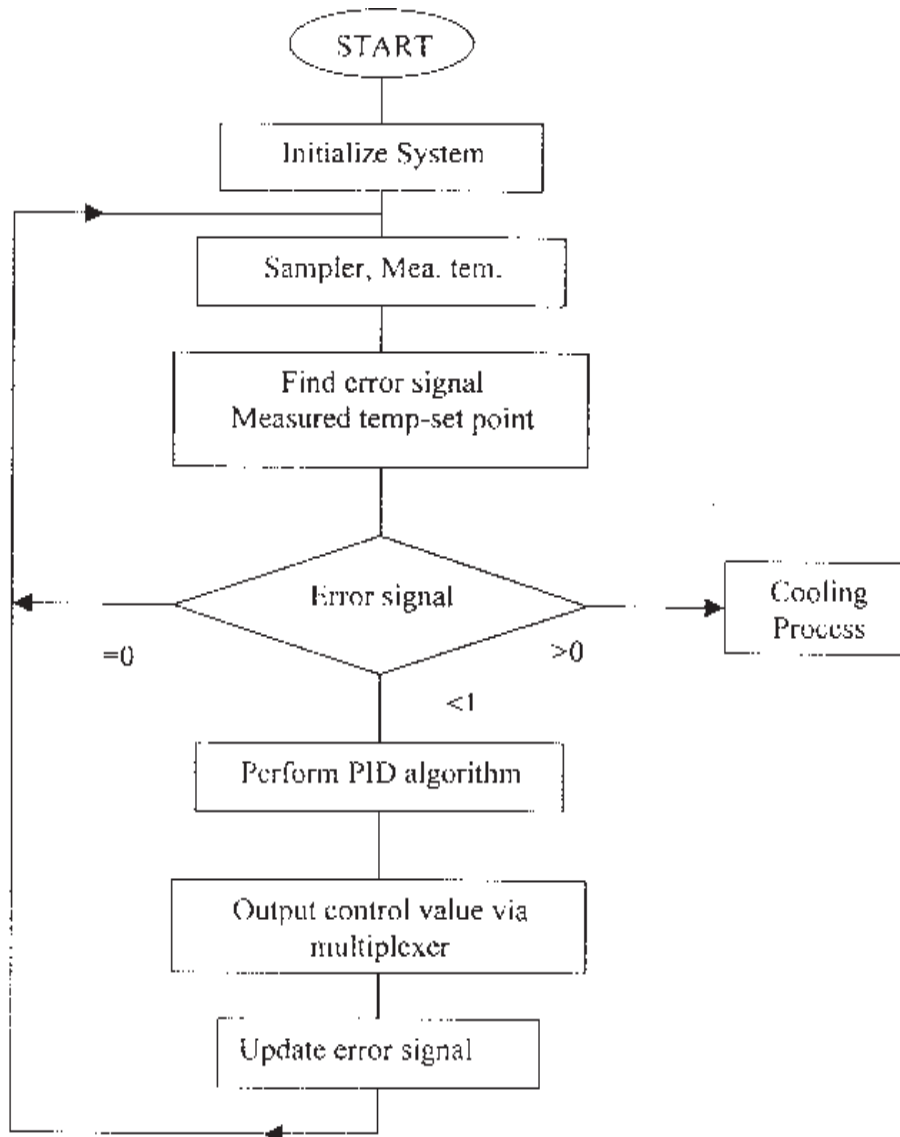 START
Initialize System
Sampler, Mea. tem.
Find error signal
Measured temp-set point
Error signal
=0
>0
Cooling
Process
<1
Perform PID algorithm
Output control value via
multiplexer
Update error signal